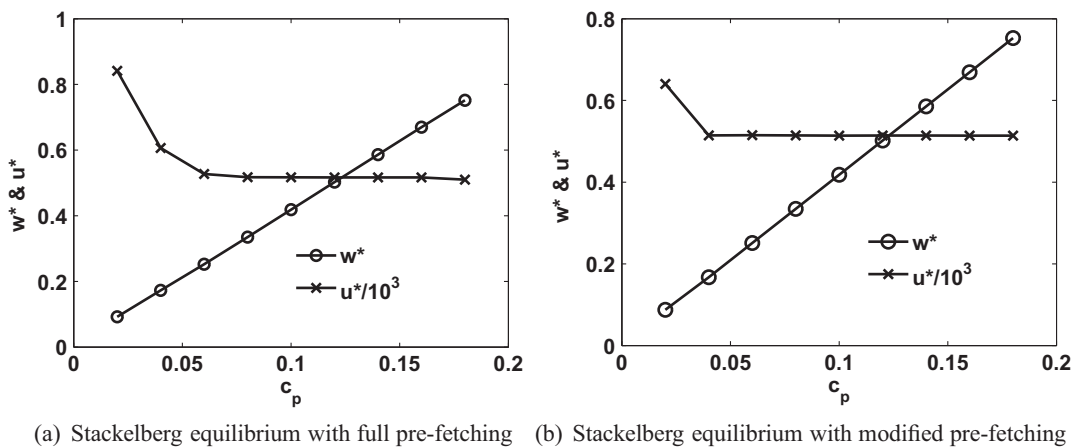 1
0.8
0.6
0.4
0.2
0
w* & u*
0
0.05
0.1
0.15
0.2
c_p
w*
u*/10³
(a) Stackelberg equilibrium with full pre-fetching
0.8
0.6
0.4
0.2
0
w* & u*
0
0.05
0.1
0.15
0.2
c_p
w*
u*/10³
(b) Stackelberg equilibrium with modified pre-fetching